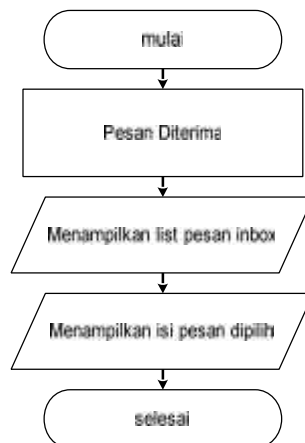 mulai
Pesan Diterima
Menampilkan list pesan inbox
Menampilkan isi pesan dipilih
selesai